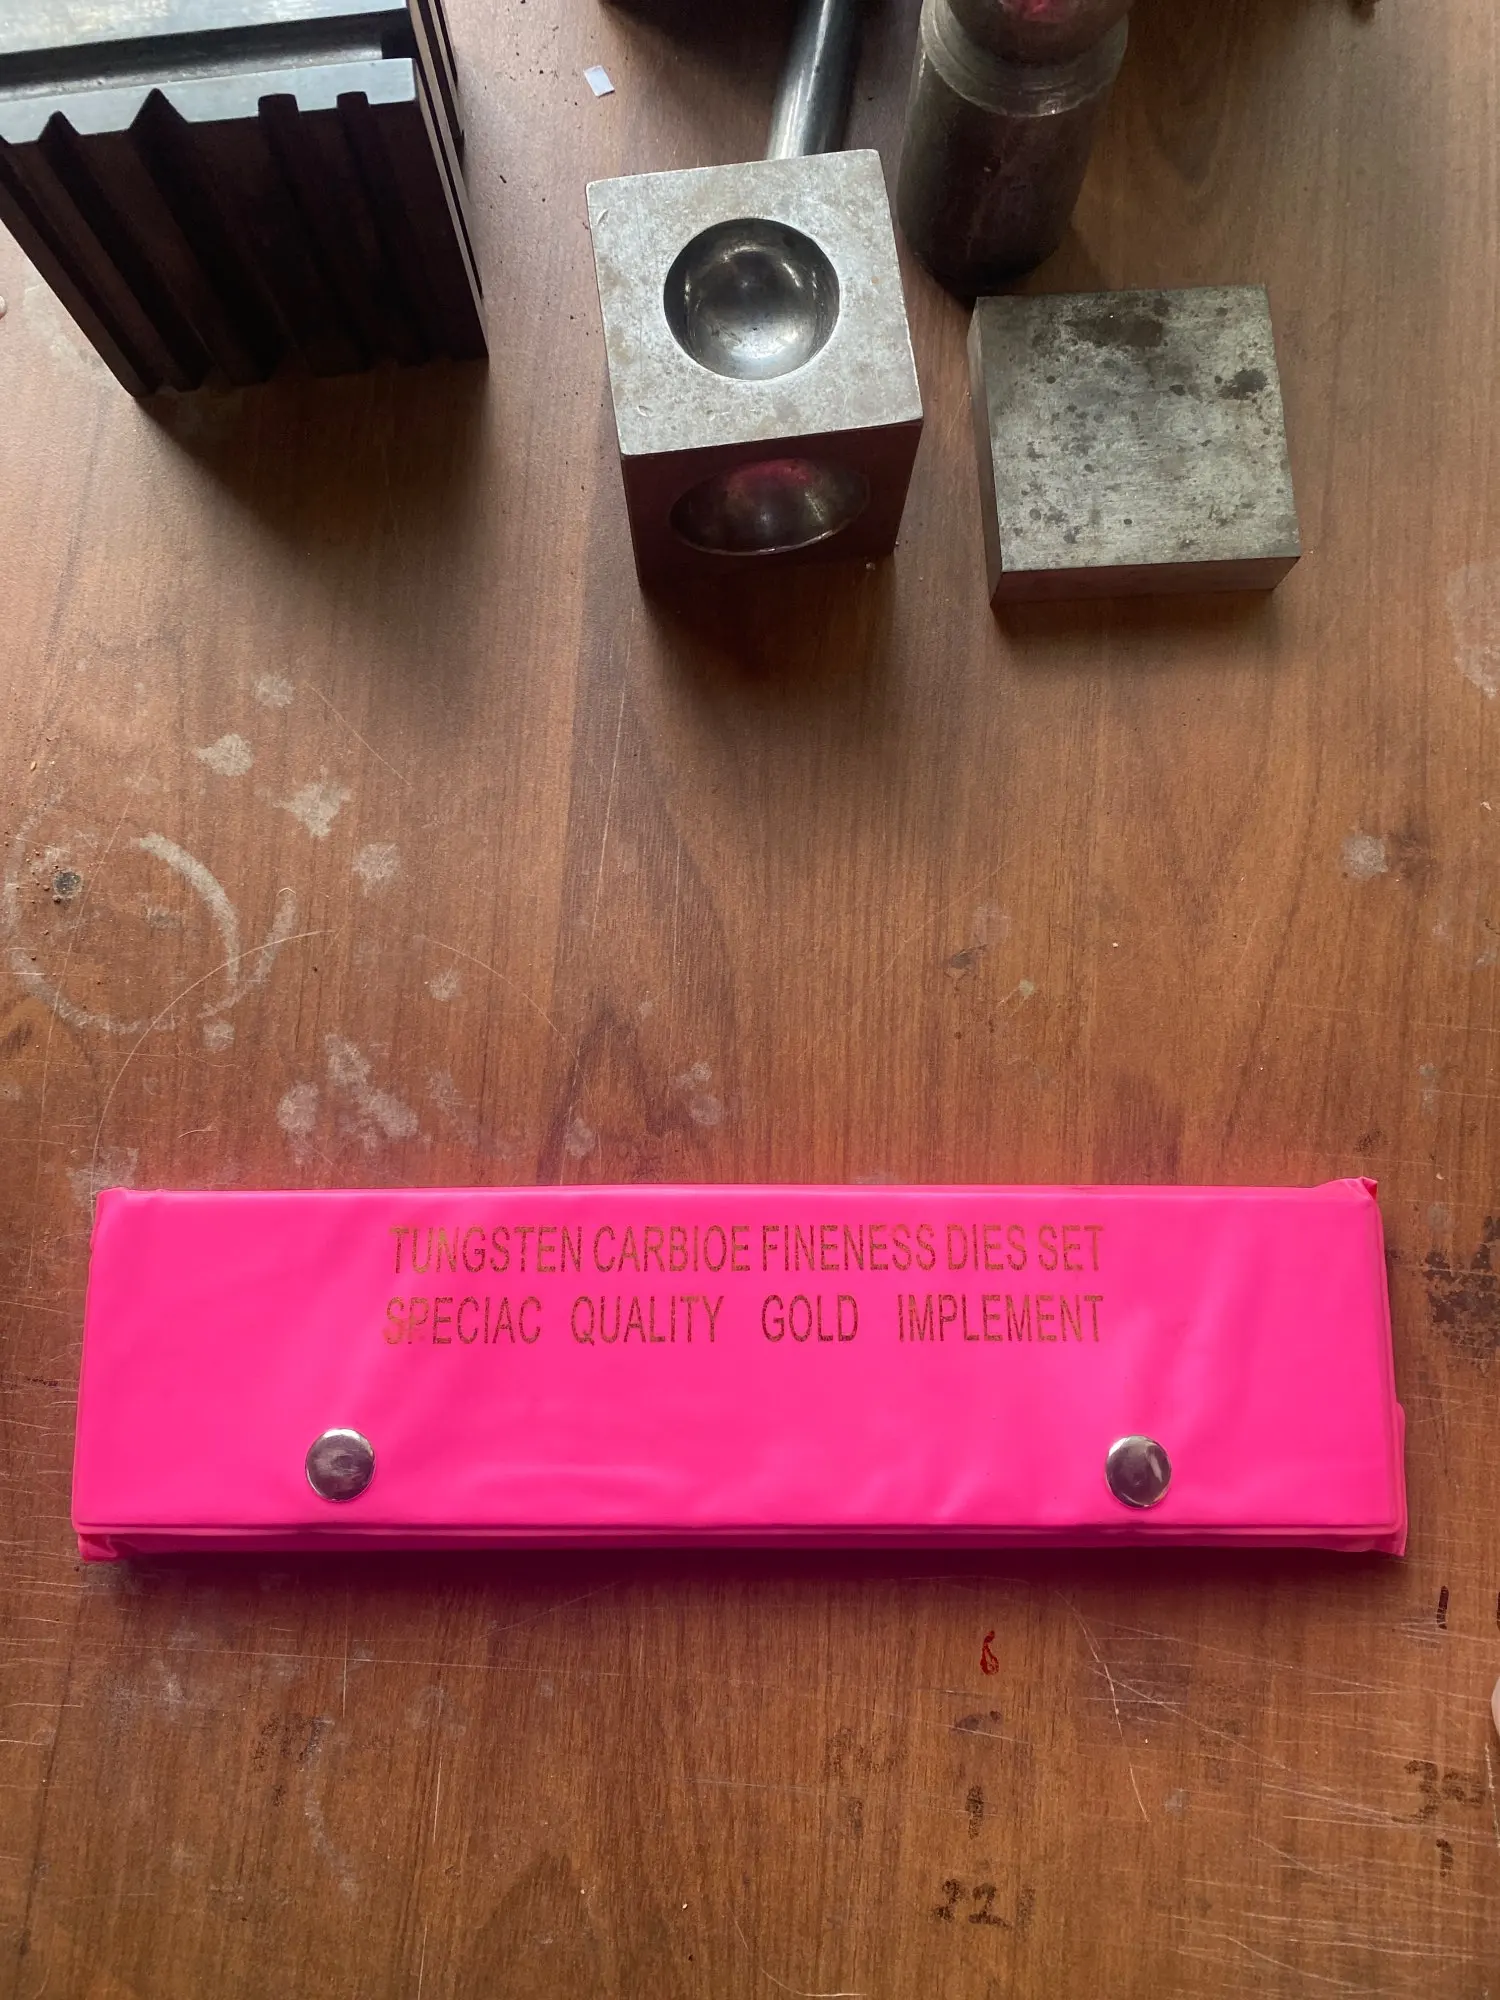 TUNGSTEN CARBIOE FINENESS DIES SET
SPECIAC QUALITY GOLD IMPLEMENT